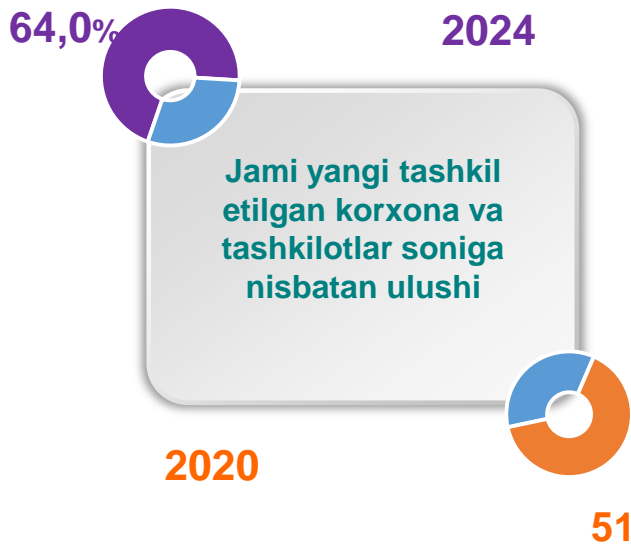 64,0%
2024
Jami yangi tashkil
etilgan korxona va
tashkilotlar soniga
nisbatan ulushi
2020
51